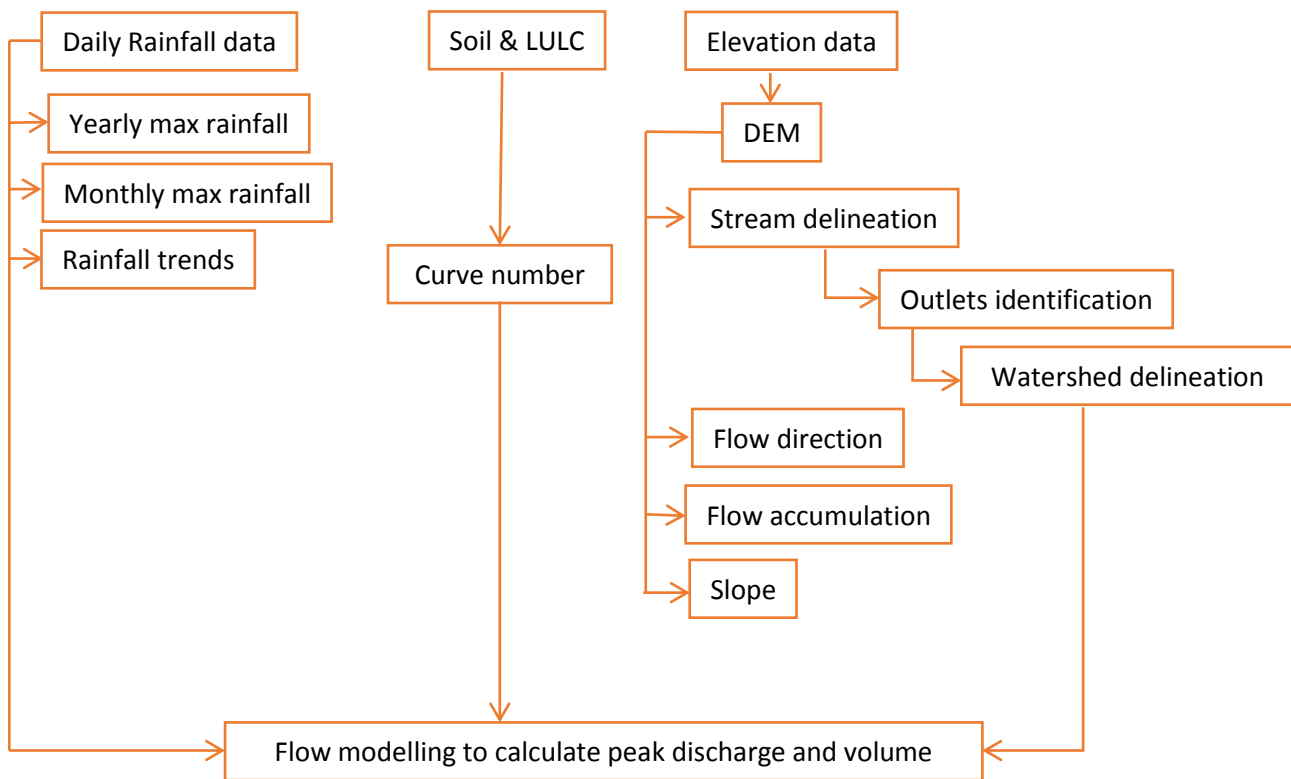 Daily Rainfall data
Yearly max rainfall
Monthly max rainfall
Rainfall trends
Soil & LULC
Curve number
Elevation data
DEM
Stream delineation
Outlets identification
Watershed delineation
Flow direction
Flow accumulation
Slope
Flow modelling to calculate peak discharge and volume